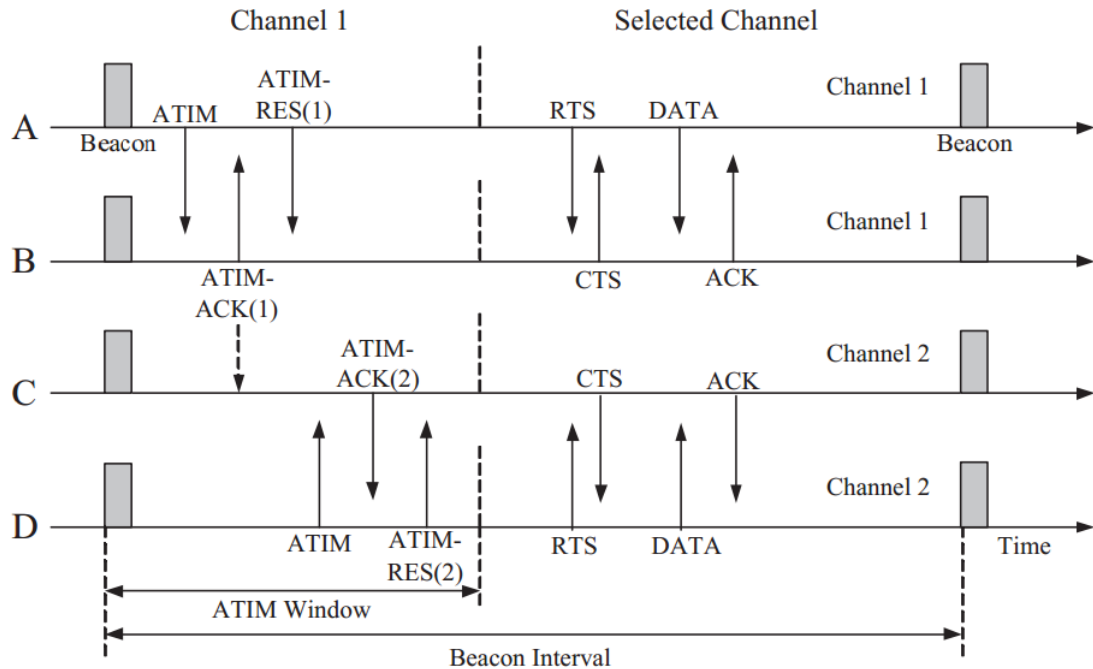 Channel 1
Selected Channel
ATIM
ATIM-
RES(1)
RTS
DATA
Channel 1
A
Beacon
Beacon
Channel 1
B
ATIM-
ACK(1)
CTS
ACK
ATIM-
ACK(2)
CTS
ACK
Channel 2
C
Channel 2
D
ATIM
ATIM-
RES(2)
RTS
DATA
Time
ATIM Window
Beacon Interval